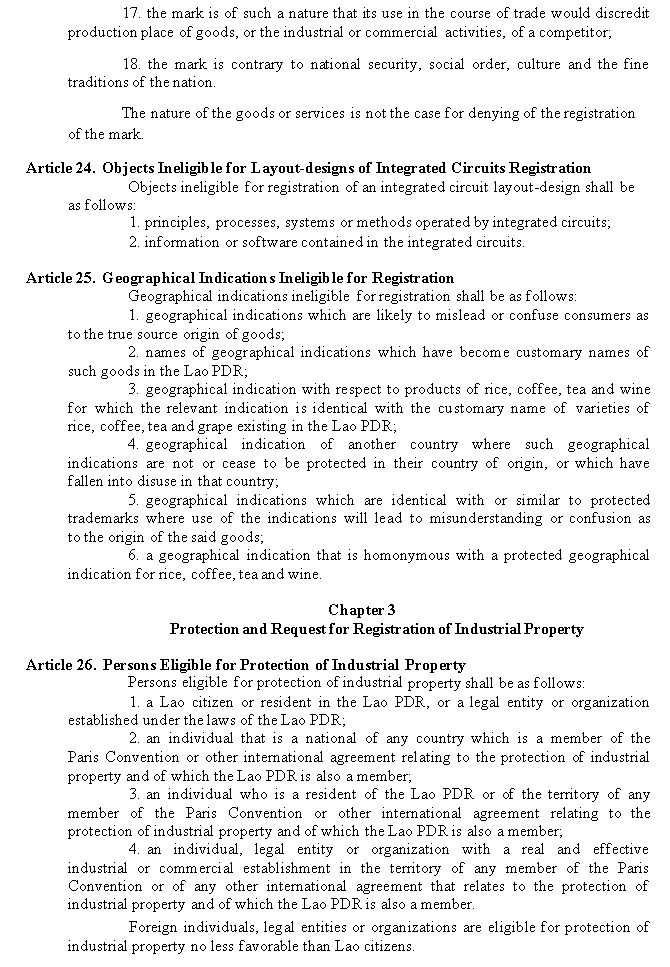 17. the mark is of such a nature that its use in the course of trade would discredit
production place of goods, or the industrial or commercial activities, of a competitor;
18. the mark is contrary to national security, social order, culture and the fine
traditions of the nation.
The nature of the goods or services is not the case for denying of the registration
of the mark.
Article 24. Objects Ineligible for Layout-designs of Integrated Circuits Registration
Objects ineligible for registration of an integrated circuit layout-design shall be
as follows:
1. principles, processes, systems or methods operated by integrated circuits;
2. information or software contained in the integrated circuits.
Article 25. Geographical Indications Ineligible for Registration
Geographical indications ineligible for registration shall be as follows:
1. geographical indications which are likely to mislead or confuse consumers as
to the true source origin of goods;
2. names of geographical indications which have become customary names of
such goods in the Lao PDR;
3. geographical indication with respect to products of rice, coffee, tea and wine
for which the relevant indication is identical with the customary name of varieties of
rice, coffee, tea and grape existing in the Lao PDR;
4. geographical indication of another country where such geographical
indications are not or cease to be protected in their country of origin, or which have
fallen into disuse in that country;
5. geographical indications which are identical with or similar to protected
trademarks where use of the indications will lead to misunderstanding or confusion as
to the origin of the said goods;
6. a geographical indication that is homonymous with a protected geographical
indication for rice, coffee, tea and wine.
Chapter 3
Protection and Request for Registration of Industrial Property
Article 26. Persons Eligible for Protection of Industrial Property
Persons eligible for protection of industrial property shall be as follows:
1. a Lao citizen or resident in the Lao PDR, or a legal entity or organization
established under the laws of the Lao PDR;
2. an individual that is a national of any country which is a member of the
Paris Convention or other international agreement relating to the protection of industrial
property and of which the Lao PDR is also a member;
3. an individual who is a resident of the Lao PDR or of the territory of any
member of the Paris Convention or other international agreement relating to the
protection of industrial property and of which the Lao PDR is also a member;
4. an individual, legal entity or organization with a real and effective
industrial or commercial establishment in the territory of any member of the Paris
Convention or of any other international agreement that relates to the protection of
industrial property and of which the Lao PDR is also a member.
Foreign individuals, legal entities or organizations are eligible for protection of
industrial property no less favorable than Lao citizens.